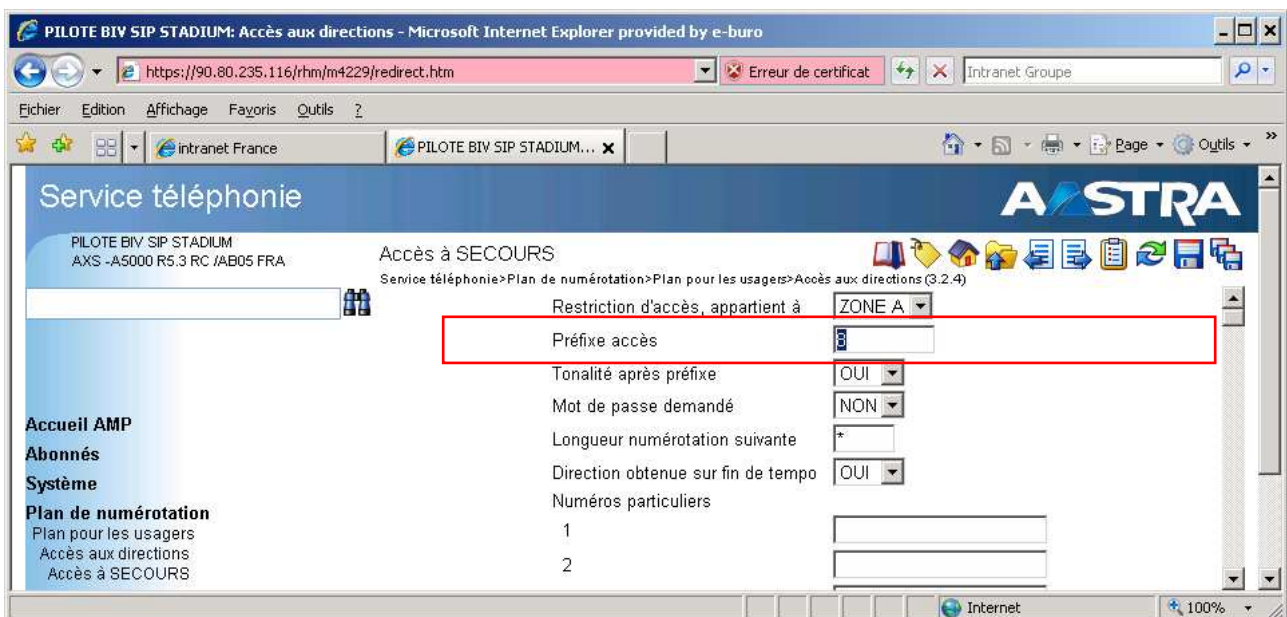 PILOTE BIV SIP STADIUM: Accès aux directions - Microsoft Internet Explorer provided by e-buro
https://90.80.235.116/rhm/m4229/redirect.htm Erreur de certificat Intranet Groupe
Fichier Edition Affichage Favoris Outils ?
intranet France PILOTE BIV SIP STADIUM... Page Outils »
Service téléphonie AASTRA
PILOTE BIV SIP STADIUM
AXS -A5000 R5.3 RC /AB05 FRA
Accès à SECOURS
Service téléphonie>Plan de numérotation>Plan pour les usagers>Accès aux directions (3.2.4)
Restriction d'accès, appartient à ZONE A
Préfixe accès 8
Tonalité après préfixe OUI
Mot de passe demandé NON
Longueur numérotation suivante *
Direction obtenue sur fin de tempo OUI
Numéros particuliers
1
2
Accueil AMP
Abonnés
Système
Plan de numérotation
Plan pour les usagers
Accès aux directions
Accès à SECOURS
Internet 100%